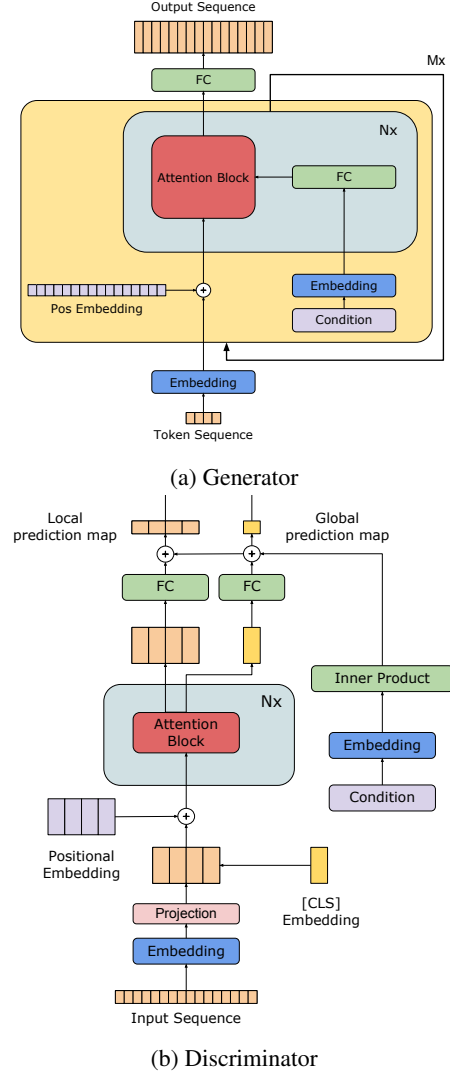 Output Sequence
FC
Mx
Nx
Attention Block
FC
Embedding
Pos Embedding
Condition
Embedding
Token Sequence
(a) Generator
Local
prediction map
Global
prediction map
FC
FC
Nx
Inner Product
Attention
Block
Embedding
Condition
Positional
Embedding
[CLS]
Embedding
Projection
Embedding
Input Sequence
(b) Discriminator